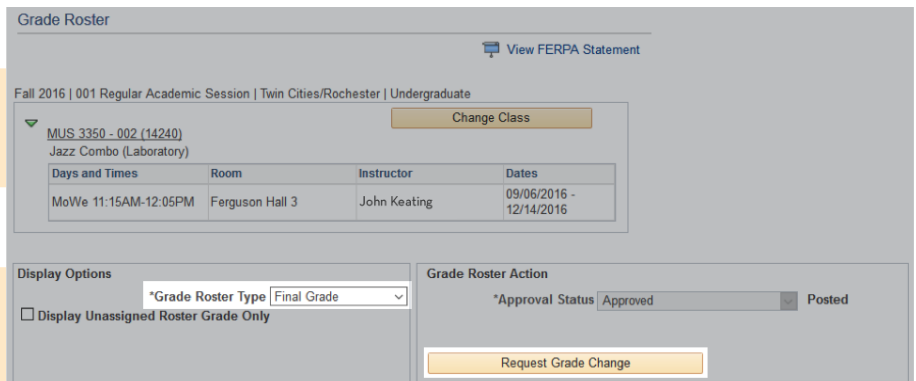 Grade Roster
View FERPA Statement
Fall 2016 | 001 Regular Academic Session | Twin Cities/Rochester | Undergraduate
Change Class
MUS 3350 - 002 (14240)
Jazz Combo (Laboratory)
Days and Times Room Instructor Dates
MoWe 11:15AM-12:05PM Ferguson Hall 3 John Keating 09/06/2016 -
12/14/2016
Display Options
*Grade Roster Type Final Grade
Display Unassigned Roster Grade Only
Grade Roster Action
*Approval Status Approved Posted
Request Grade Change